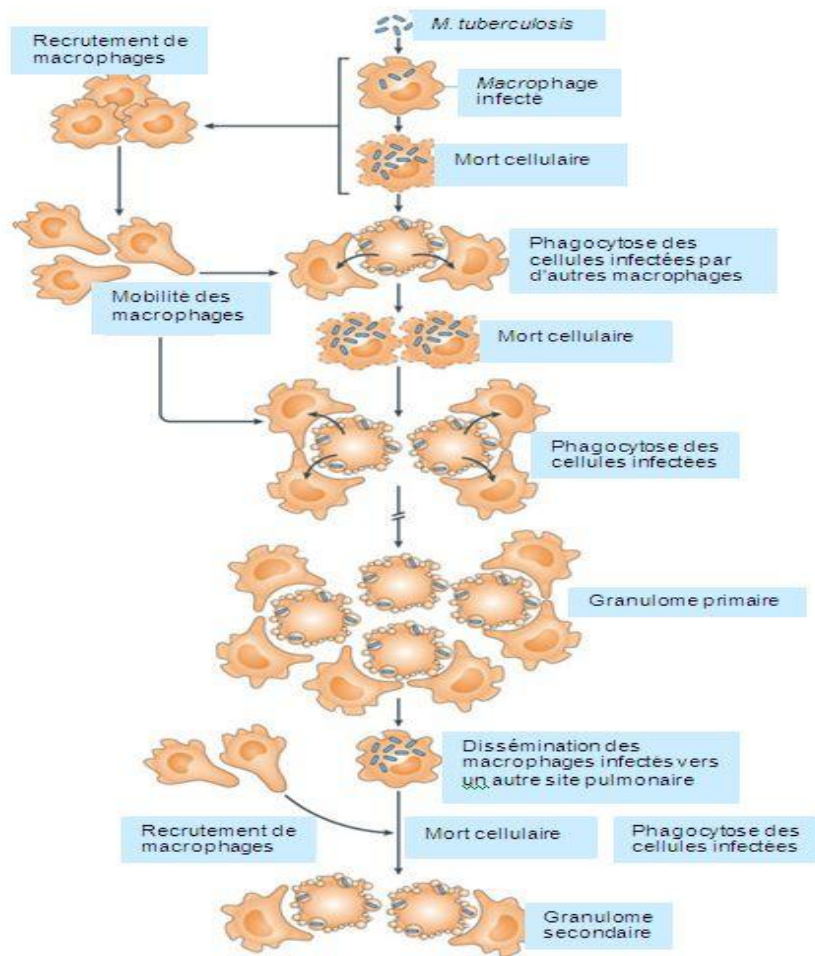 Recrutement de
macrophages
M. tuberculosis
Macrophage
infecté
Mort cellulaire
Phagocytose des
cellules infectées par
d'autres macrophages
Mobilité des
macrophages
Mort cellulaire
Phagocytose des
cellules infectées
Granulome primaire
Dissémination des
macrophages infectés vers
un autre site pulmonaire
Recrutement de
macrophages
Mort cellulaire
Phagocytose des
cellules infectées
Granulome
secondaire